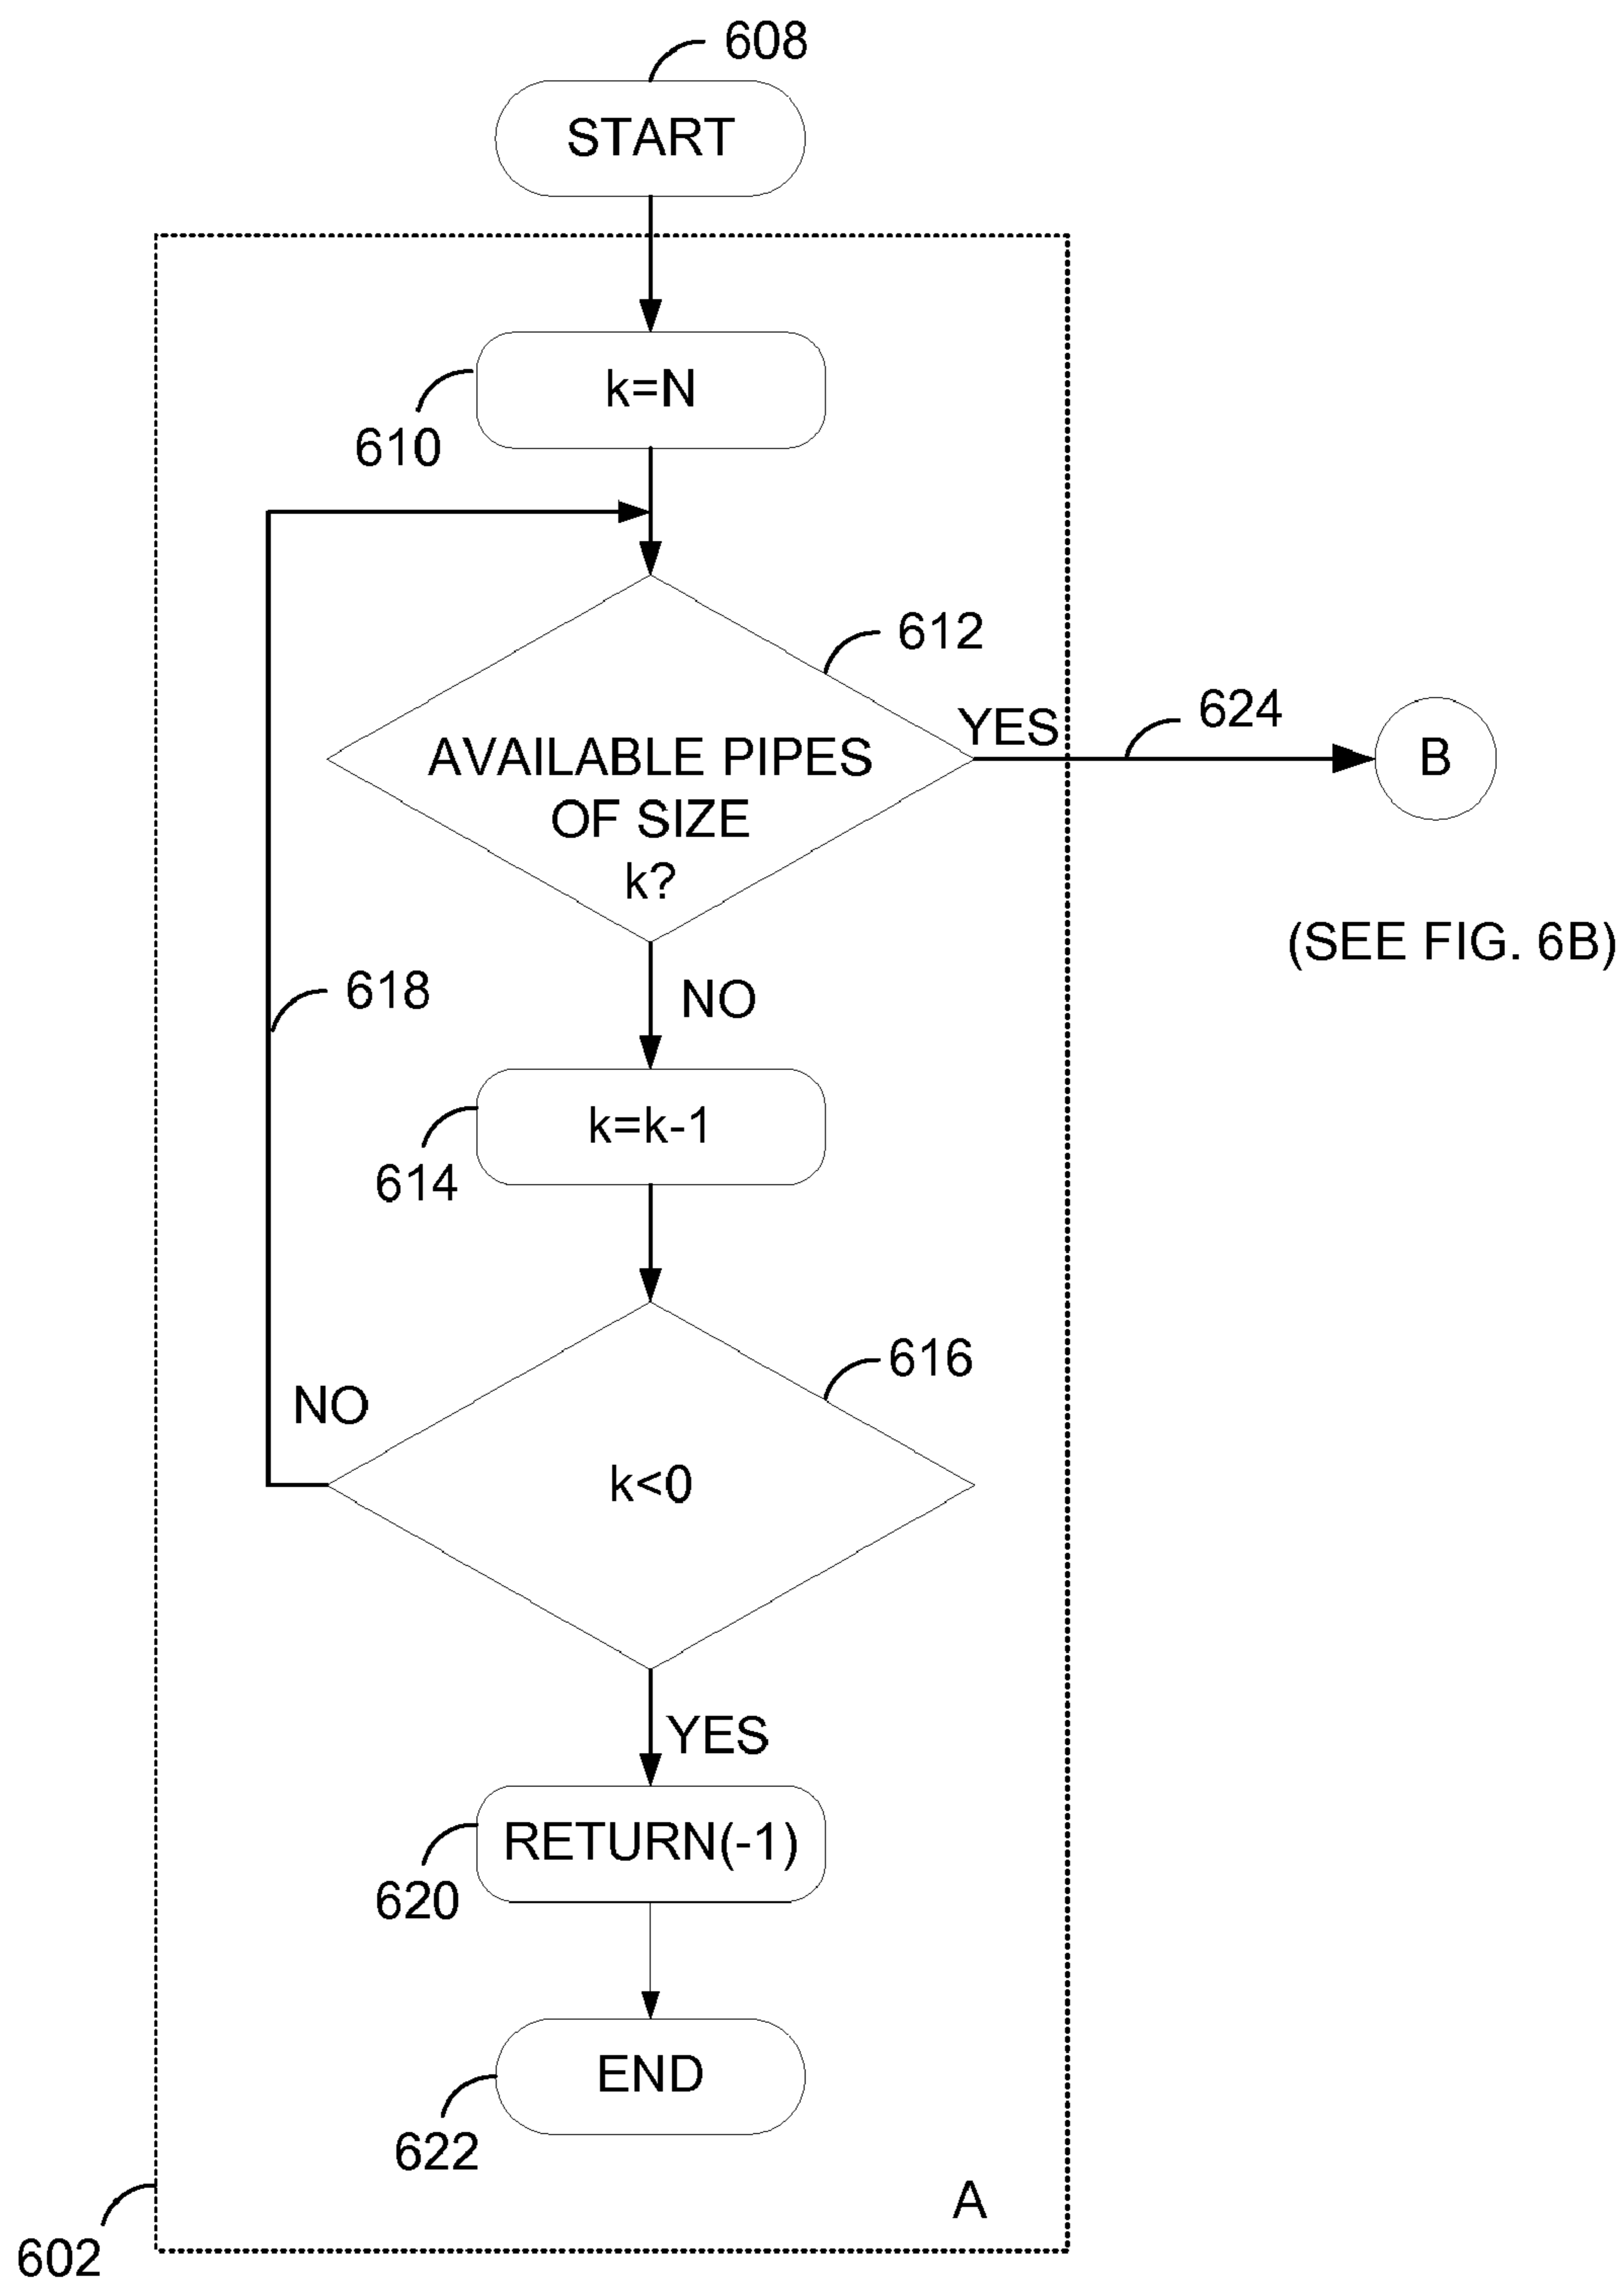 608
START
k=N
610
612
YES
624
AVAILABLE PIPES
OF SIZE
k?
B
(SEE FIG. 6B)
618
NO
k=k-1
614
616
NO
k<0
YES
RETURN(-1)
620
END
622
A
602